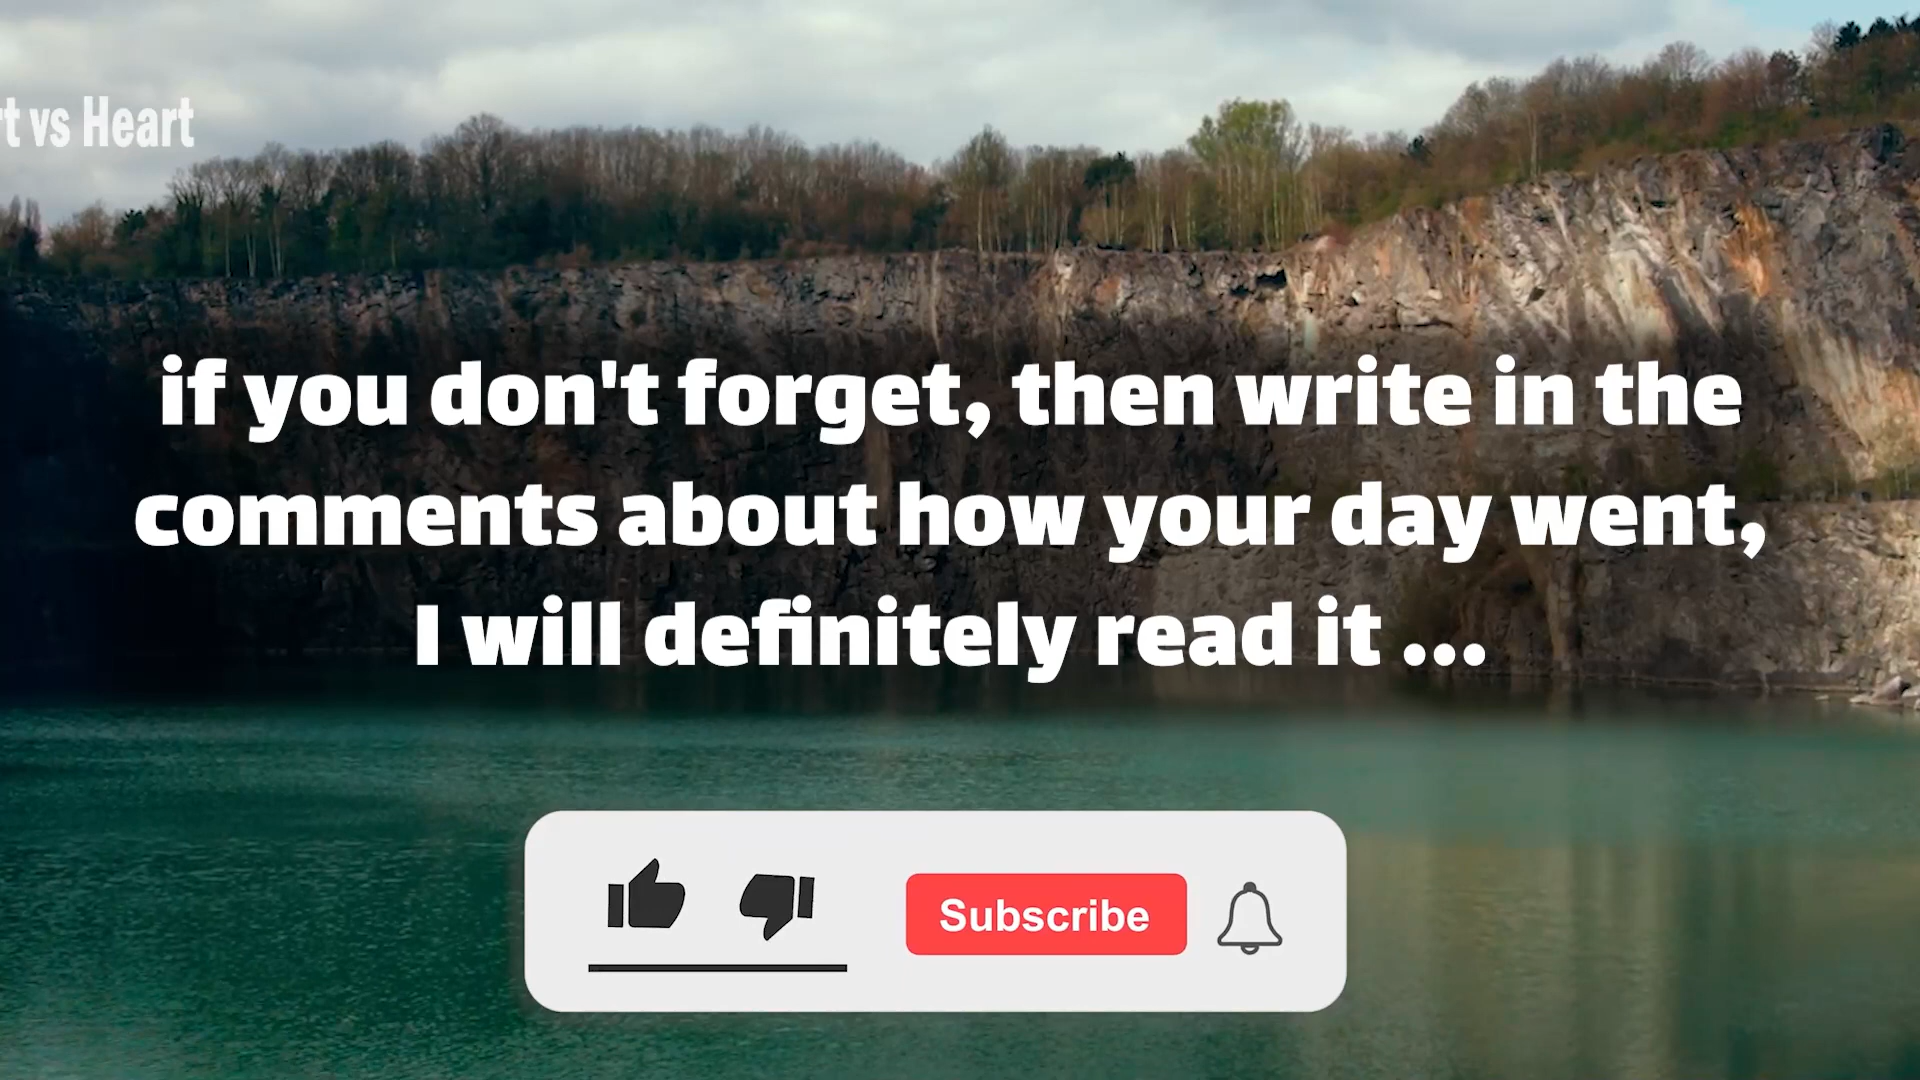 vs Heart
if you don't forget, then write in the
comments about how your day went,
I will definitely read it ...
Subscribe